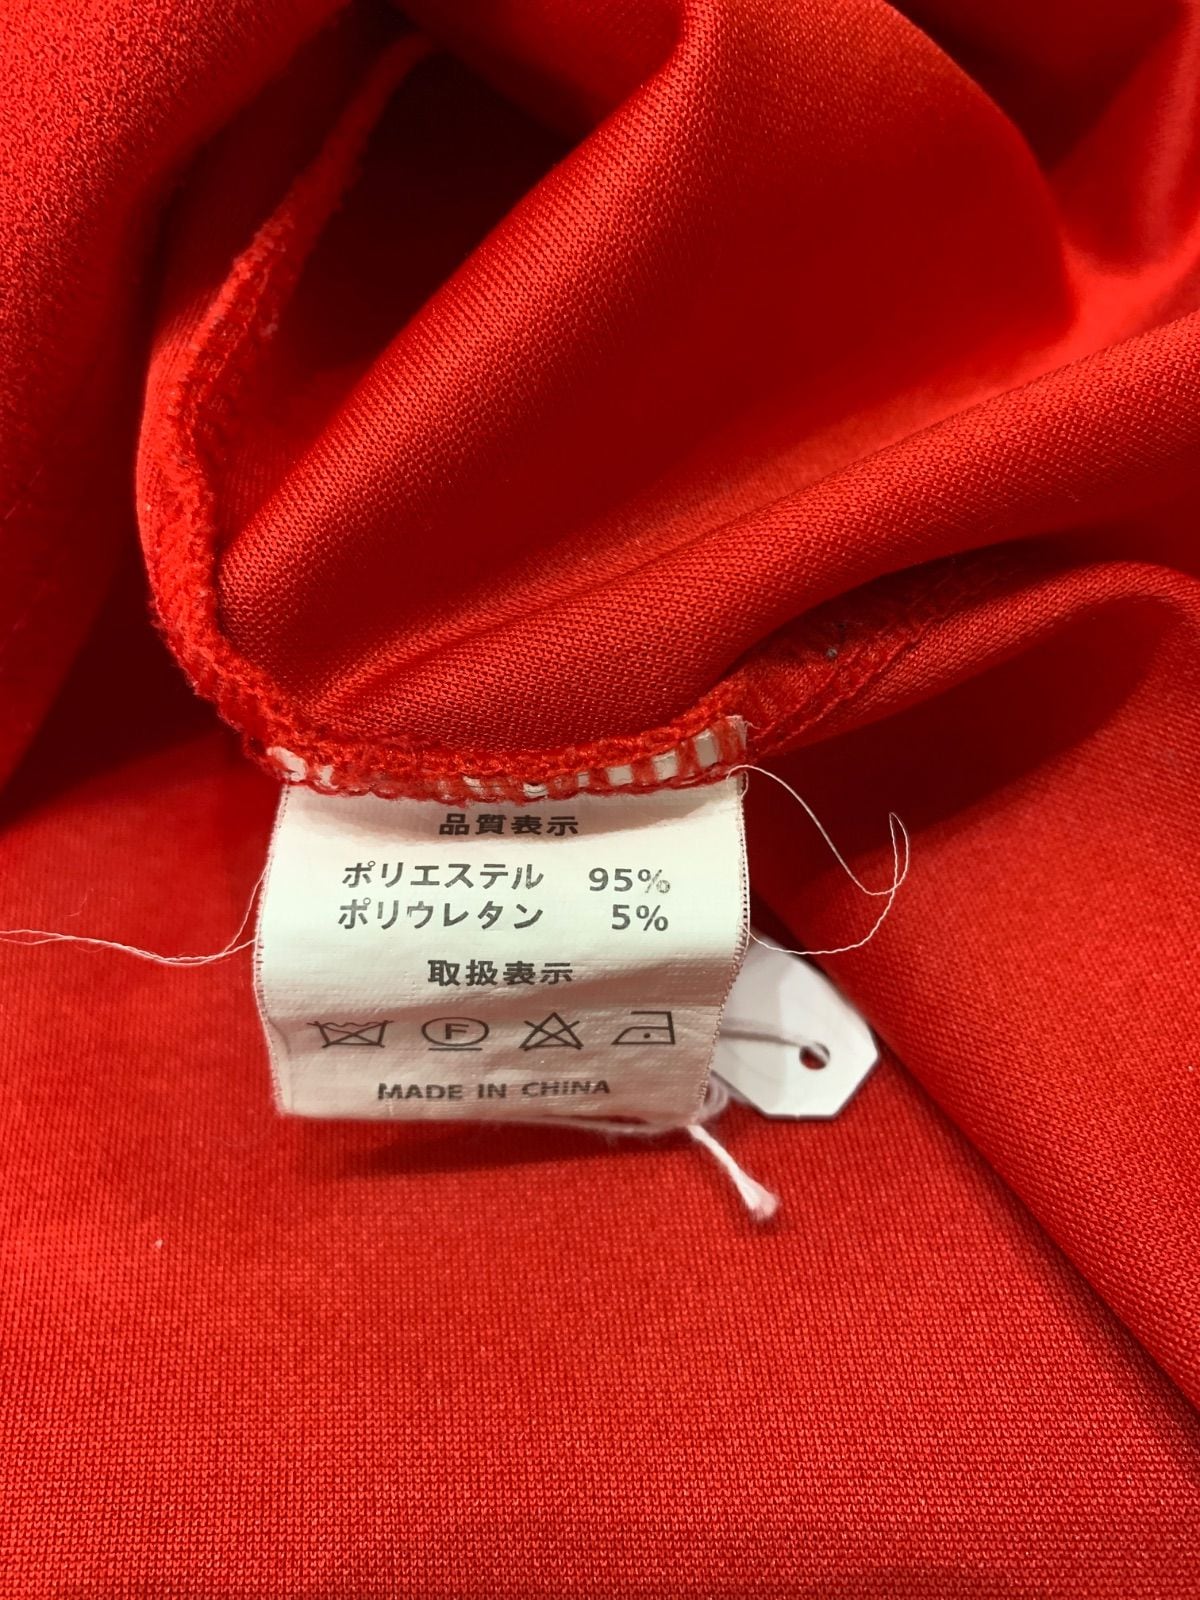 品質表示
ポリエステル 95%
ポリウレタン 5%
取扱表示
F
MADE IN CHINA